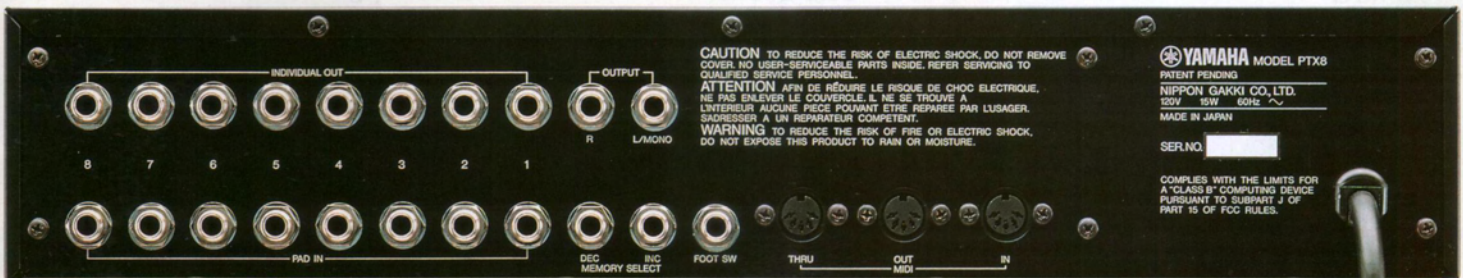 INDIVIDUAL OUT
OUTPUT
R
L/MONO
8 7 6 5 4 3 2 1
PAD IN
DEC INC
MEMORY SELECT
FOOT SW
THRU OUT IN
MIDI
CAUTION TO REDUCE THE RISK OF ELECTRIC SHOCK, DO NOT REMOVE
COVER. NO USER-SERVICEABLE PARTS INSIDE. REFER SERVICING TO
QUALIFIED SERVICE PERSONNEL.
ATTENTION AFIN DE RÉDUIRE LE RISQUE DE CHOC ELECTRIQUE,
NE PAS ENLEVER LE COUVERCLE. IL NE SE TROUVE A
L'INTERIEUR AUCUNE PIECE POUVANT ETRE REPAREE PAR L'USAGER.
S'ADRESSER A UN REPARATEUR COMPETENT.
WARNING TO REDUCE THE RISK OF FIRE OR ELECTRIC SHOCK,
DO NOT EXPOSE THIS PRODUCT TO RAIN OR MOISTURE.
YAMAHA MODEL PTX8
PATENT PENDING
NIPPON GAKKI CO., LTD.
120V 15W 60Hz ～
MADE IN JAPAN
SER.NO.
COMPLIES WITH THE LIMITS FOR
A "CLASS B" COMPUTING DEVICE
PURSUANT TO SUBPART J OF
PART 15 OF FCC RULES.